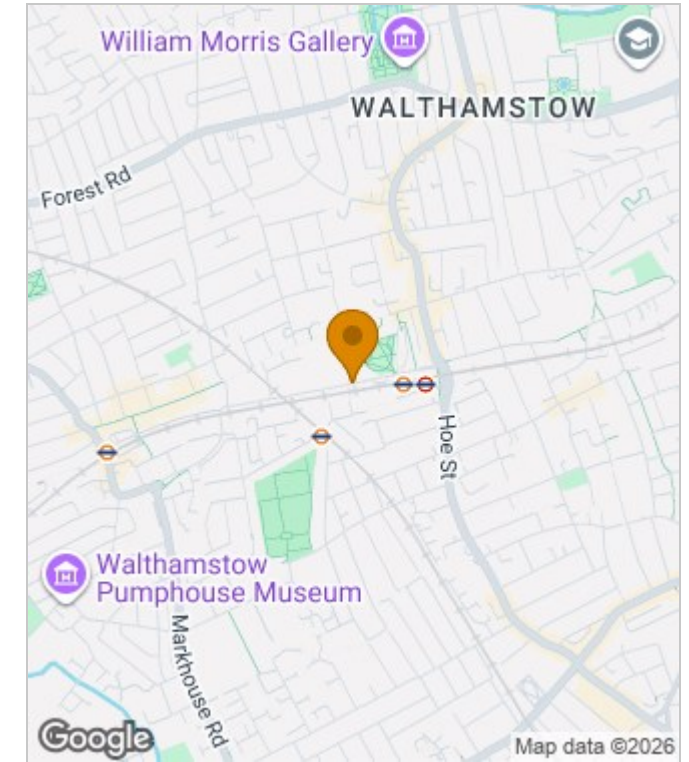 William Morris Gallery
WALTHAMSTOW
Forest Rd
Hoe St
Walthamstow
Pumphouse Museum
Markhouse Rd
Google
Map data ©2026